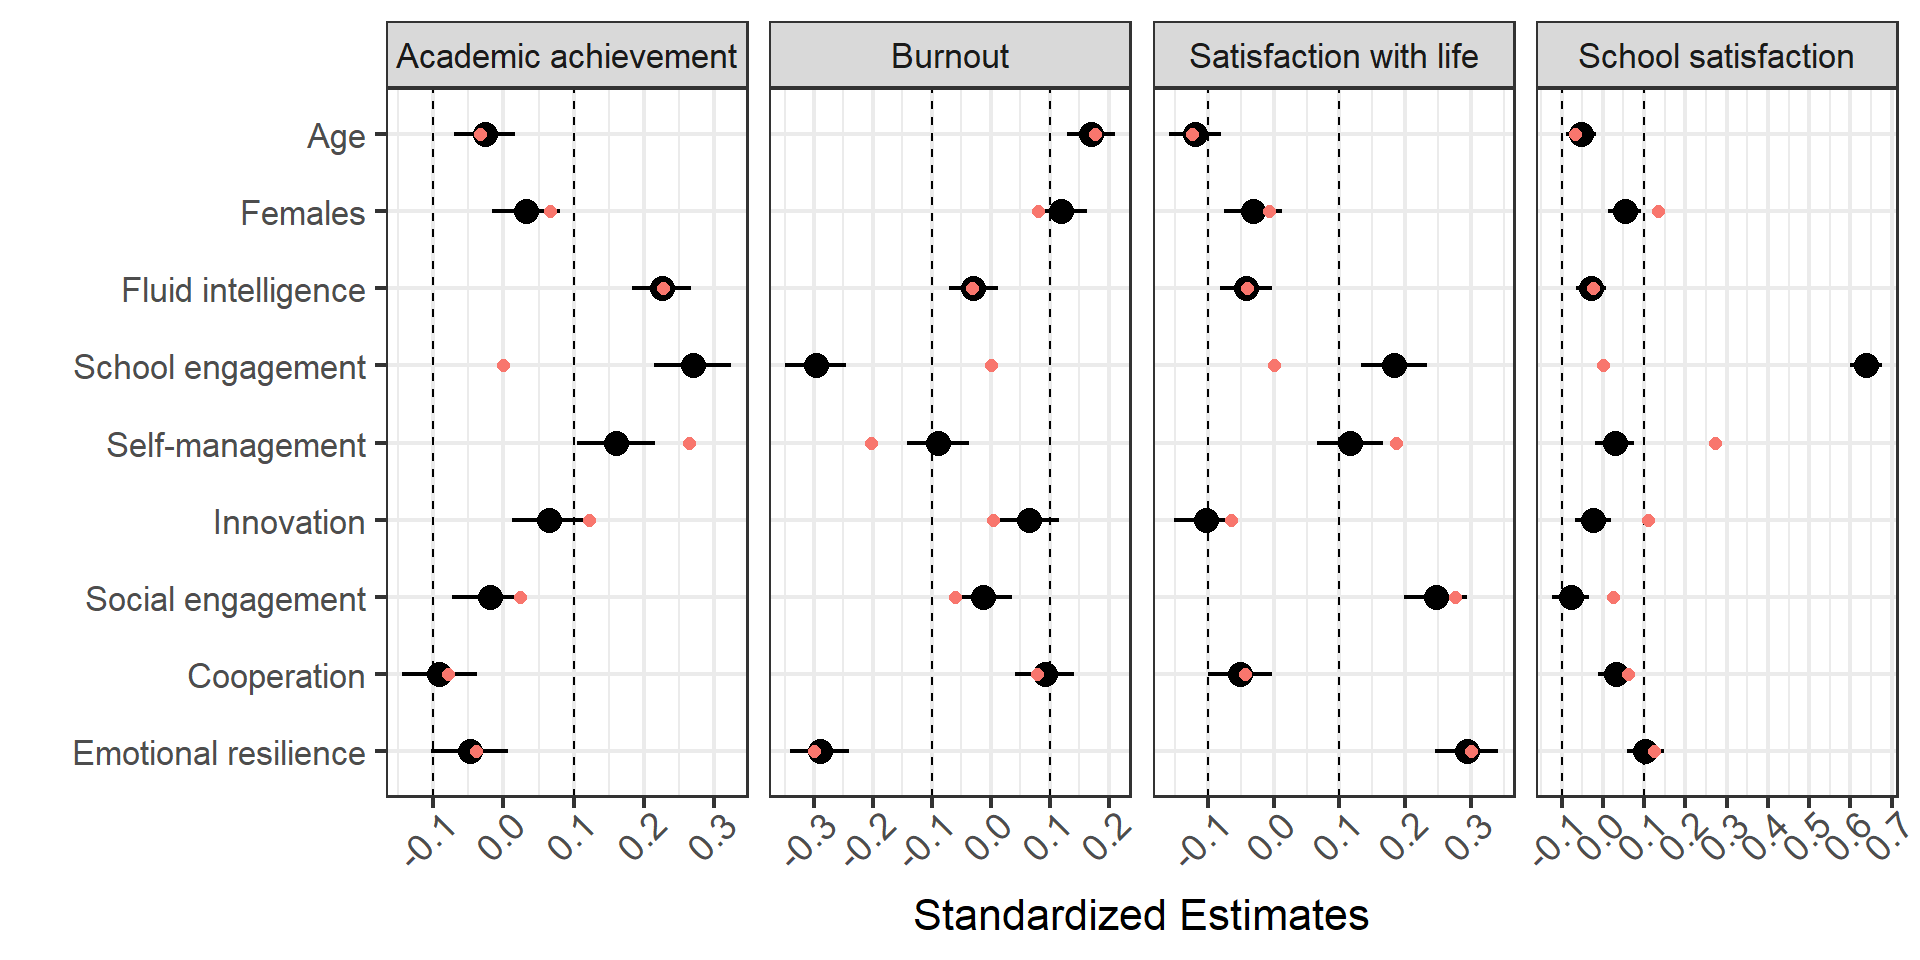 Academic achievement
Burnout
Satisfaction with life
School satisfaction
Age
Females
Fluid intelligence
School engagement
Self-management
Innovation
Social engagement
Cooperation
Emotional resilience
-0.1 0.0 0.1 0.2 0.3
-0.3 -0.2 -0.1 0.0 0.1 0.2
-0.1 0.0 0.1 0.2 0.3
-0.1 0.0 0.1 0.2 0.3 0.4 0.5 0.6 0.7
Standardized Estimates